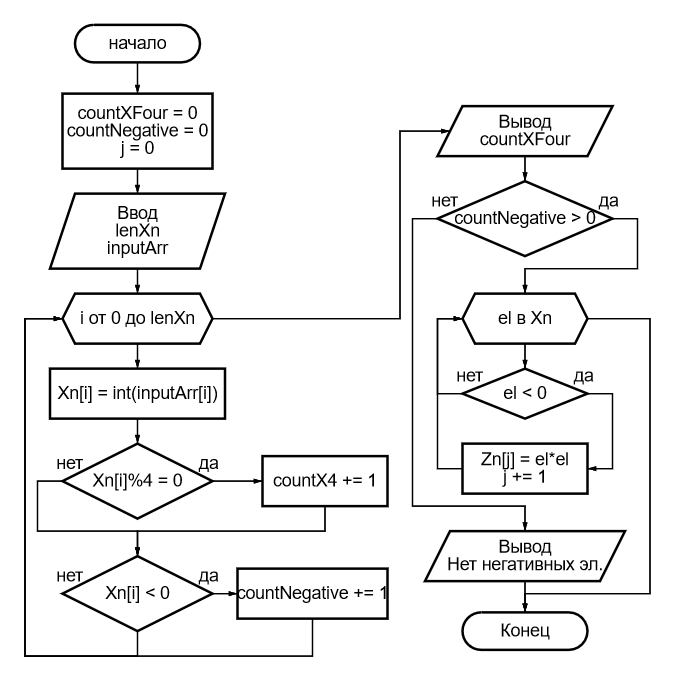 начало
countXFour = 0
countNegative = 0
j = 0
Ввод
lenXn
inputArr
i от 0 до lenXn
Xn[i] = int(inputArr[i])
нет
да
Xn[i]%4 = 0
countX4 += 1
нет
да
Xn[i] < 0
countNegative += 1
Вывод
countXFour
нет
да
countNegative > 0
el в Xn
нет
да
el < 0
Zn[j] = el*el
j += 1
Вывод
Нет негативных эл.
Конец